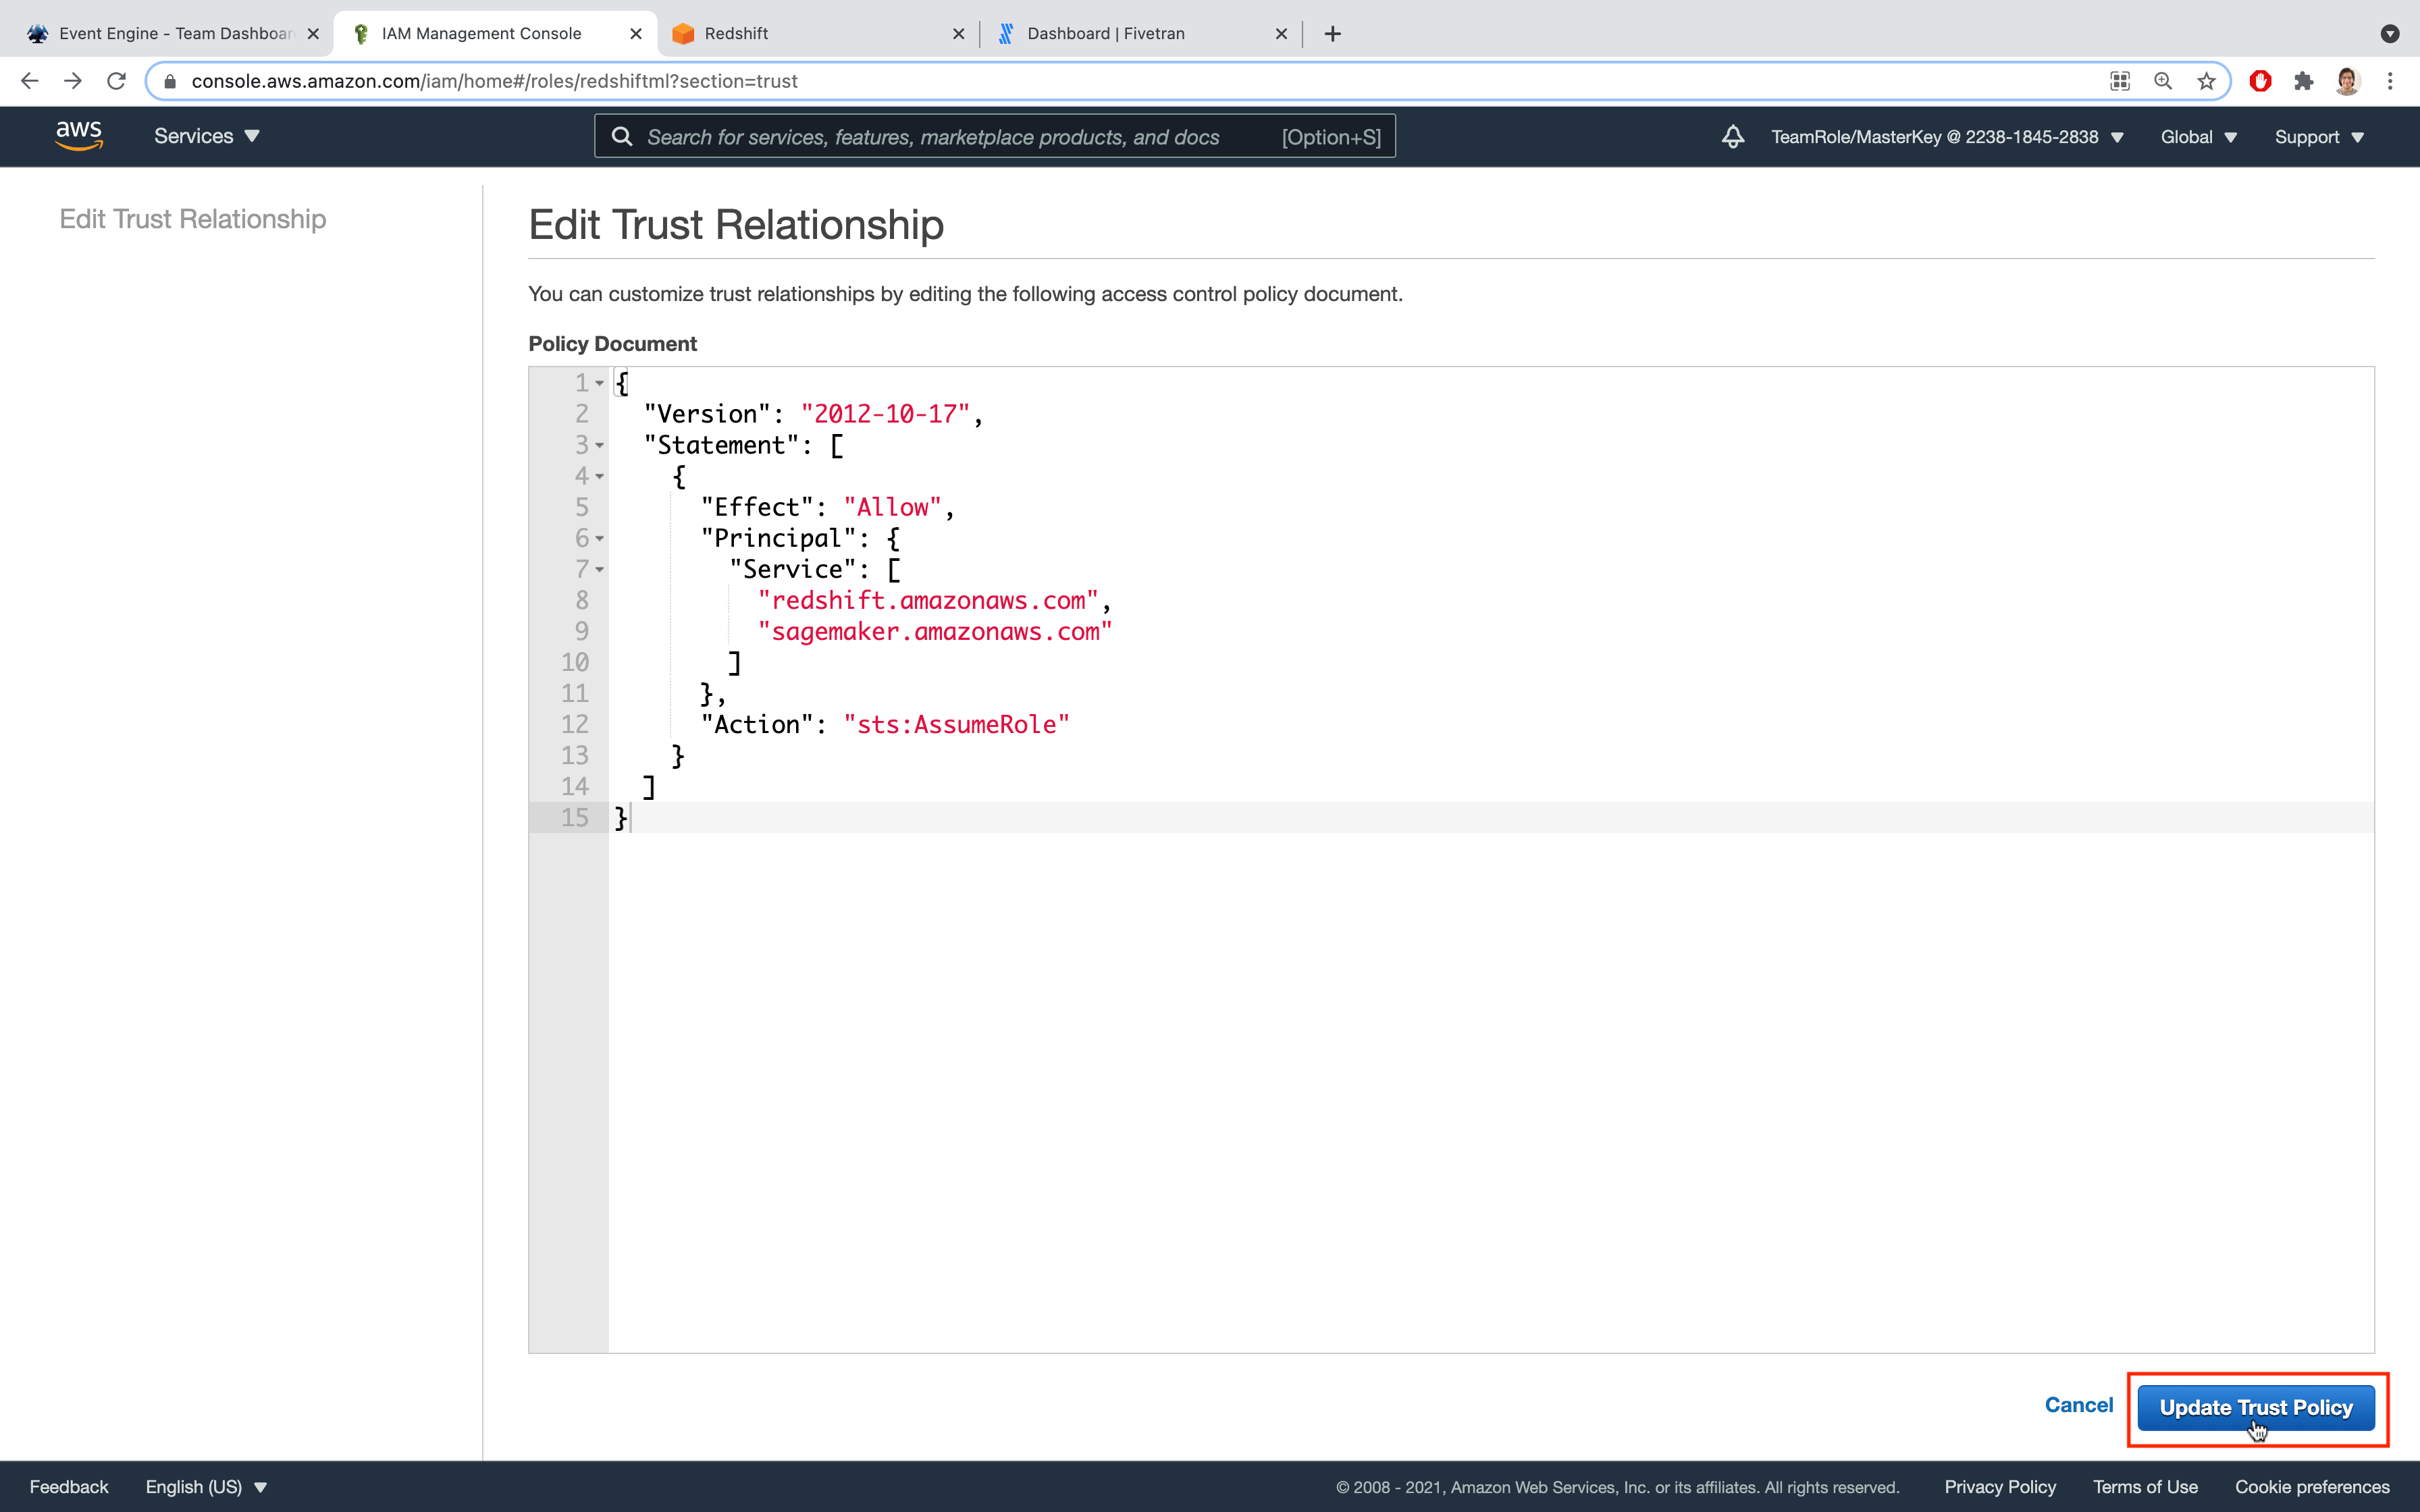 Event Engine - Team Dashboar
IAM Management Console
Redshift
Dashboard | Fivetran
console.aws.amazon.com/iam/home#/roles/redshiftml?section=trust
aws
Services
Search for services, features, marketplace products, and docs
[Option+S]
TeamRole/MasterKey @ 2238-1845-2838
Global
Support
Edit Trust Relationship
Edit Trust Relationship
You can customize trust relationships by editing the following access control policy document.
Policy Document
1 {
2 "Version": "2012-10-17",
3 "Statement": [
4 {
5 "Effect": "Allow",
6 "Principal": {
7 "Service": [
8 "redshift.amazonaws.com",
9 "sagemaker.amazonaws.com"
10 ]
11 },
12 "Action": "sts:AssumeRole"
13 }
14 ]
15 }
Cancel
Update Trust Policy
Feedback
English (US)
© 2008 - 2021, Amazon Web Services, Inc. or its affiliates. All rights reserved.
Privacy Policy
Terms of Use
Cookie preferences